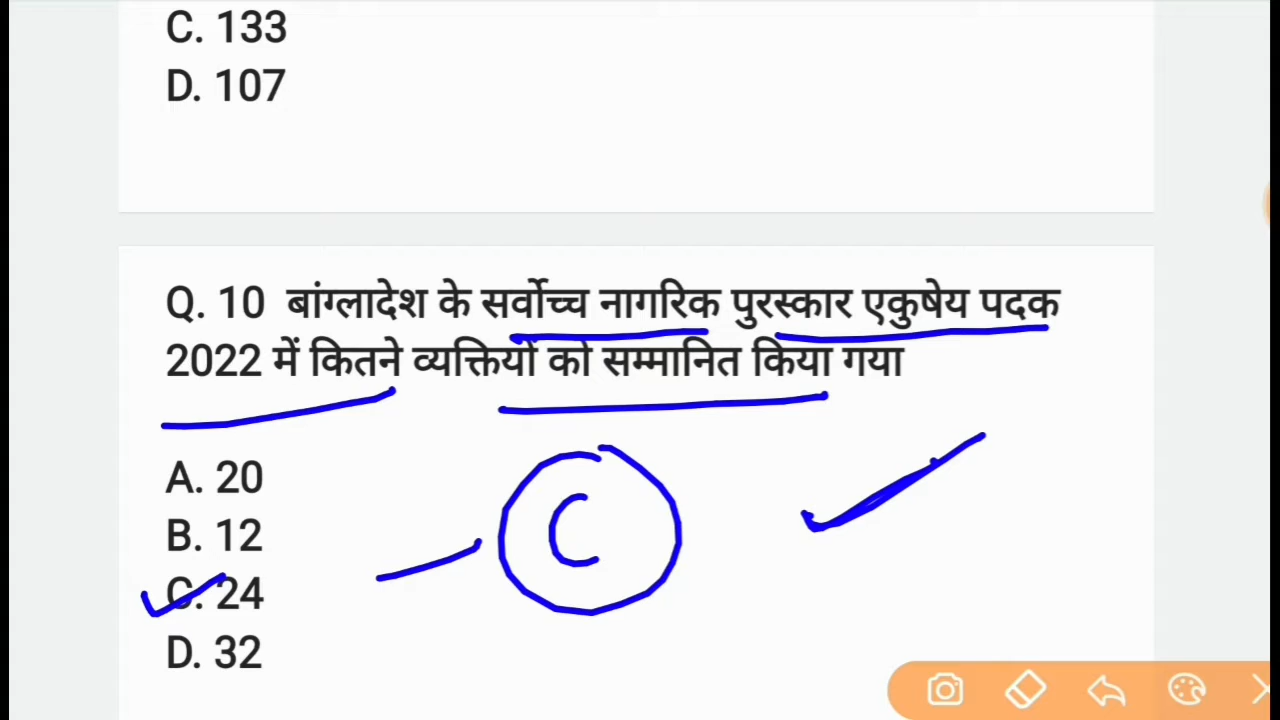 C. 133
D. 107
Q. 10 बांग्लादेश के सर्वोच्च नागरिक पुरस्कार एकुषेय पदक
2022 में कितने व्यक्तियों को सम्मानित किया गया
A. 20
B. 12
C. 24
D. 32
C